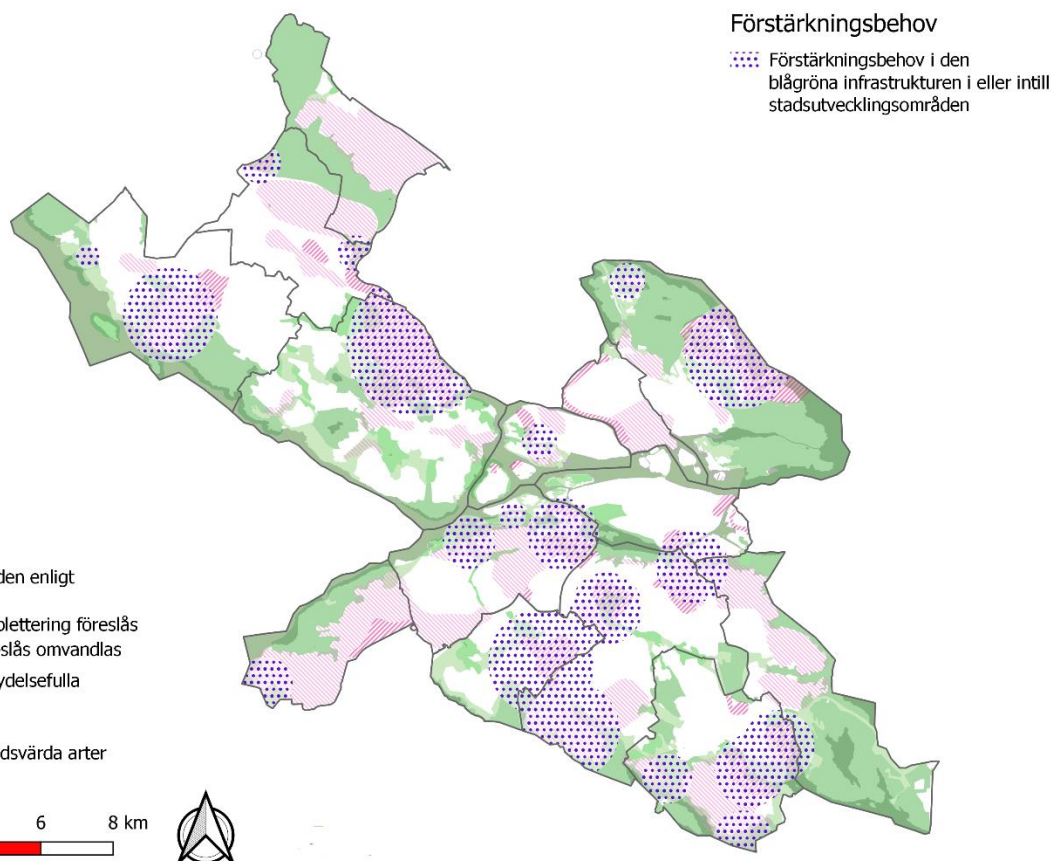 Förstärkningsbehov
Förstärkningsbehov i den
blågröna infrastrukturen i eller intill
stadsutvecklingsområden
den enligt
plettering föreslås
slås omvandlas
ydelsefulla
dsvärda arter
6 8 km